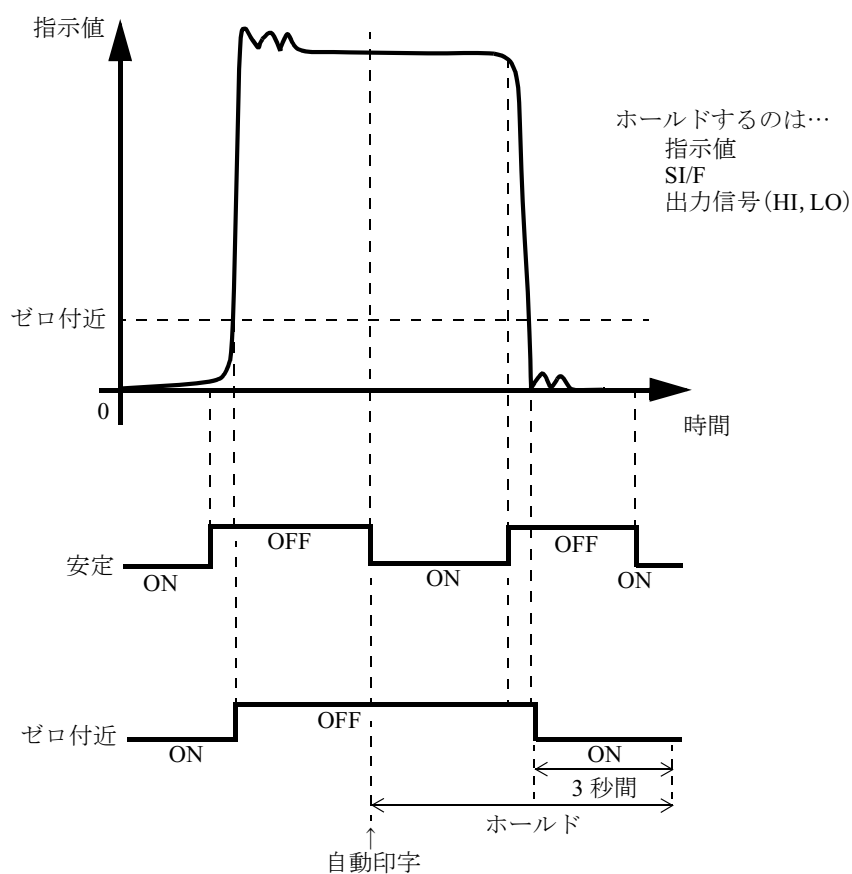 指示値
ホールドするのは…
指示値
SI/F
出力信号(HI, LO)
ゼロ付近
0
時間
安定
ON
OFF
ON
OFF
ON
ゼロ付近
ON
OFF
ON
3 秒間
ホールド
↑
自動印字